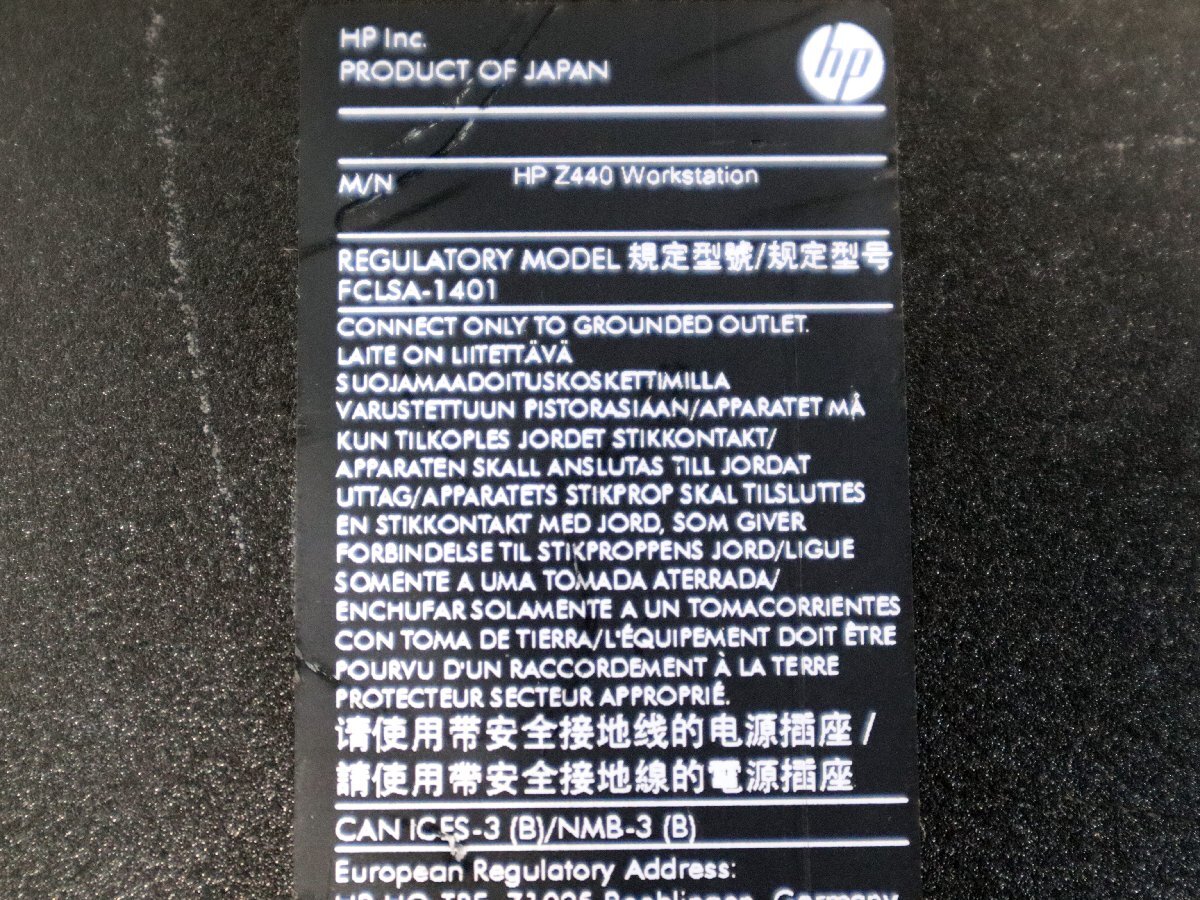 HP Inc.
hp
PRODUCT OF JAPAN
M/N HP Z440 Workstation
REGULATORY MODEL 規定型號/规定型号
FCLSA-1401
CONNECT ONLY TO GROUNDED OUTLET.
LAITE ON LIITETTÄVÄ
SUOJAMAADOITUSKOSKETTIMILLA
VARUSTETTUUN PISTORASIAAN/APPARATET MÅ
KUN TILKOPLES JORDET STIKKONTAKT/
APPARATEN SKALL ANSLUTAS TILL JORDAT
UTTAG/APPARATETS STIKPROP SKAL TILSLUTTES
EN STIKKONTAKT MED JORD, SOM GIVER
FORBINDELSE TIL STIKPROPPENS JORD/LIGUE
SOMENTE A UMA TOMADA ATERRADA/
ENCHUFAR SOLAMENTE A UN TOMACORRIENTES
CON TOMA DE TIERRA/L'ÉQUIPEMENT DOIT ÊTRE
POURVU D'UN RACCORDEMENT À LA TERRE
PROTECTEUR SECTEUR APPROPRIÉ.
请使用带安全接地线的电源插座/
請使用帶安全接地線的電源插座
CAN ICES-3 (B)/NMB-3 (B)
European Regulatory Address:
HP HQ-TRE, 71025 Boeblingen, Germany